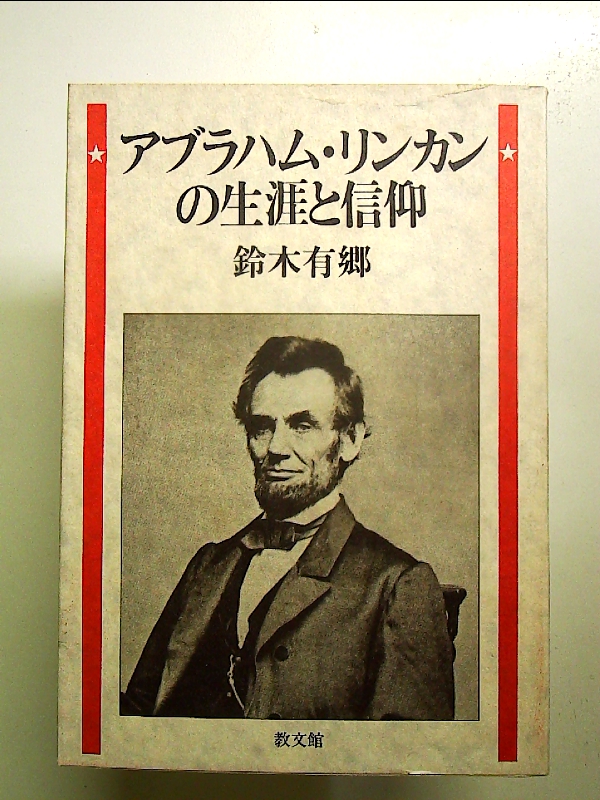 アブラハム・リンカン
の生涯と信仰
鈴木有郷
教文館